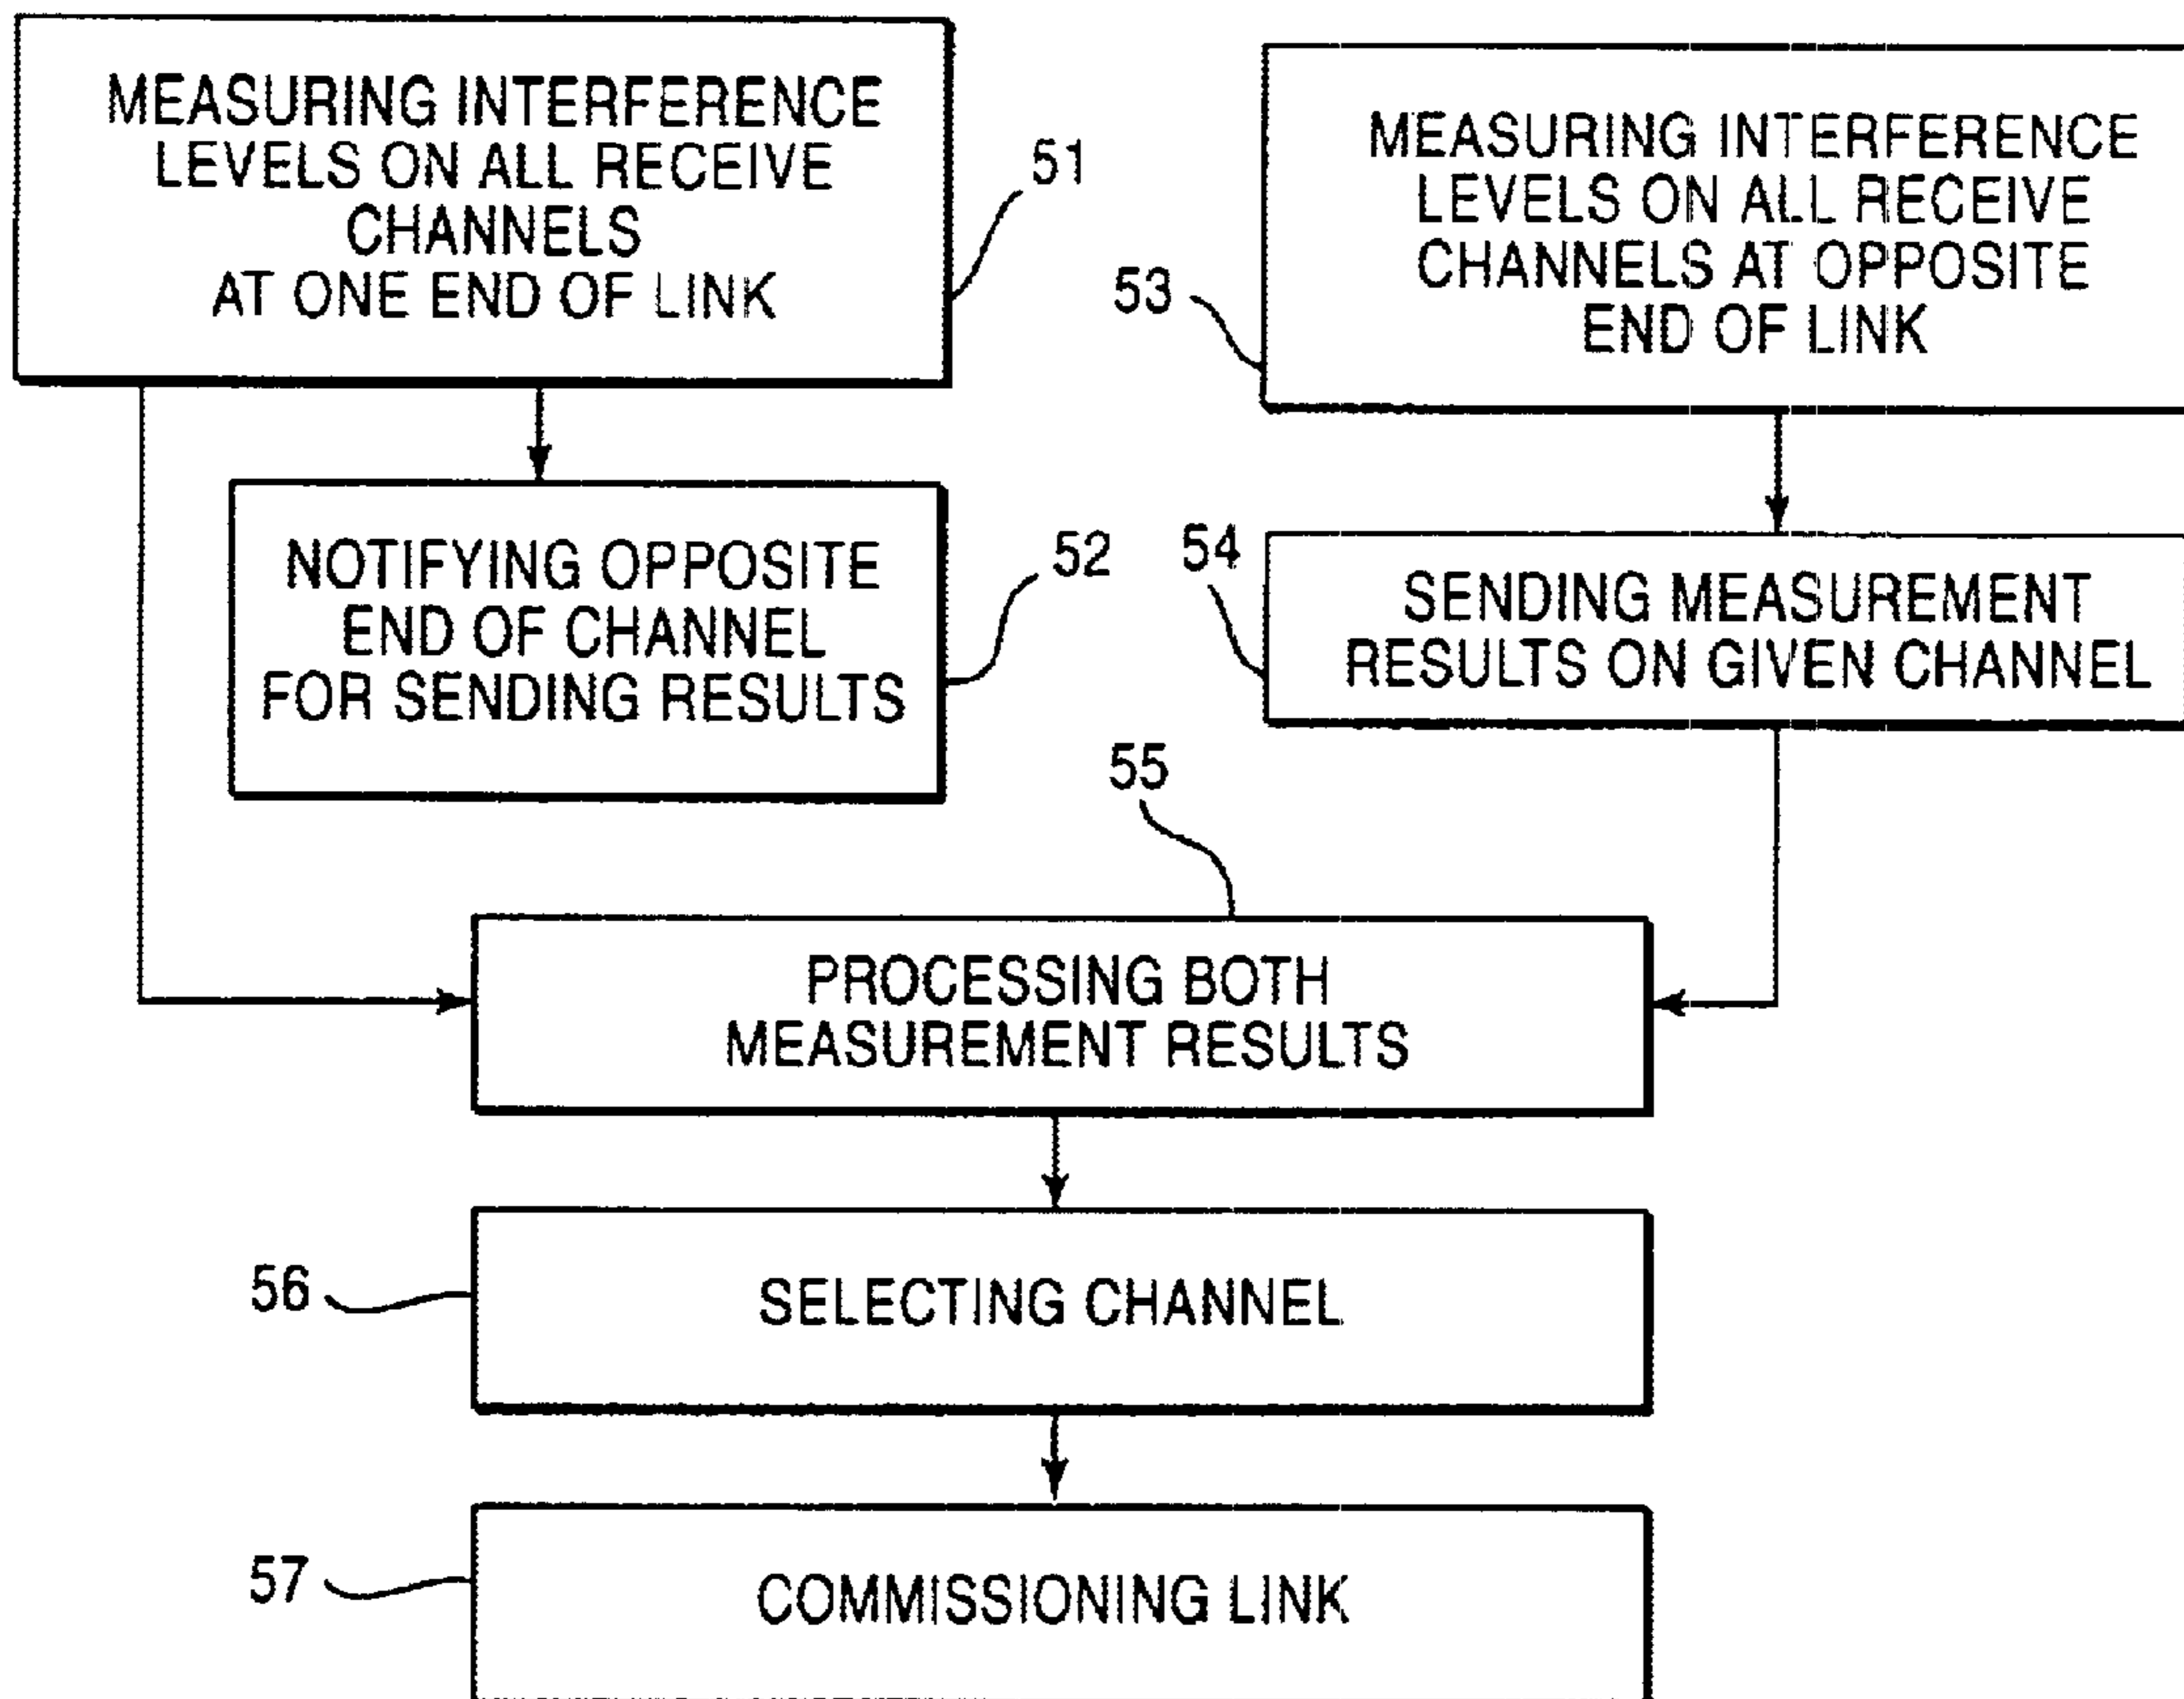 MEASURING INTERFERENCE
LEVELS ON ALL RECEIVE
CHANNELS
AT ONE END OF LINK
51
MEASURING INTERFERENCE
LEVELS ON ALL RECEIVE
CHANNELS AT OPPOSITE
END OF LINK
53
NOTIFYING OPPOSITE
END OF CHANNEL
FOR SENDING RESULTS
52
54
SENDING MEASUREMENT
RESULTS ON GIVEN CHANNEL
55
PROCESSING BOTH
MEASUREMENT RESULTS
56
SELECTING CHANNEL
57
COMMISSIONING LINK